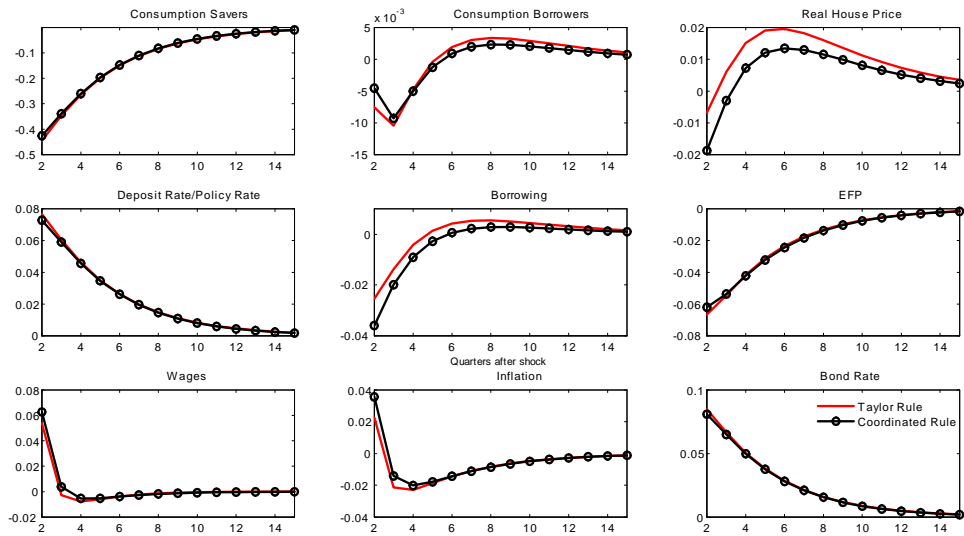 Consumption Savers
-0.1
-0.2
-0.3
-0.4
-0.5
2 4 6 8 10 12 14
Consumption Borrowers
x 10^-3
5
0
-5
-10
-15
2 4 6 8 10 12 14
Real House Price
0.02
0.01
0
-0.01
-0.02
2 4 6 8 10 12 14
Deposit Rate/Policy Rate
0.08
0.06
0.04
0.02
0
2 4 6 8 10 12 14
Borrowing
0
-0.02
-0.04
2 4 6 8 10 12 14
Quarters after shock
EFP
0
-0.02
-0.04
-0.06
-0.08
2 4 6 8 10 12 14
Wages
0.08
0.06
0.04
0.02
0
-0.02
2 4 6 8 10 12 14
Inflation
0.04
0.02
0
-0.02
-0.04
2 4 6 8 10 12 14
Bond Rate
0.1
0.05
0
2 4 6 8 10 12 14
Taylor Rule
Coordinated Rule